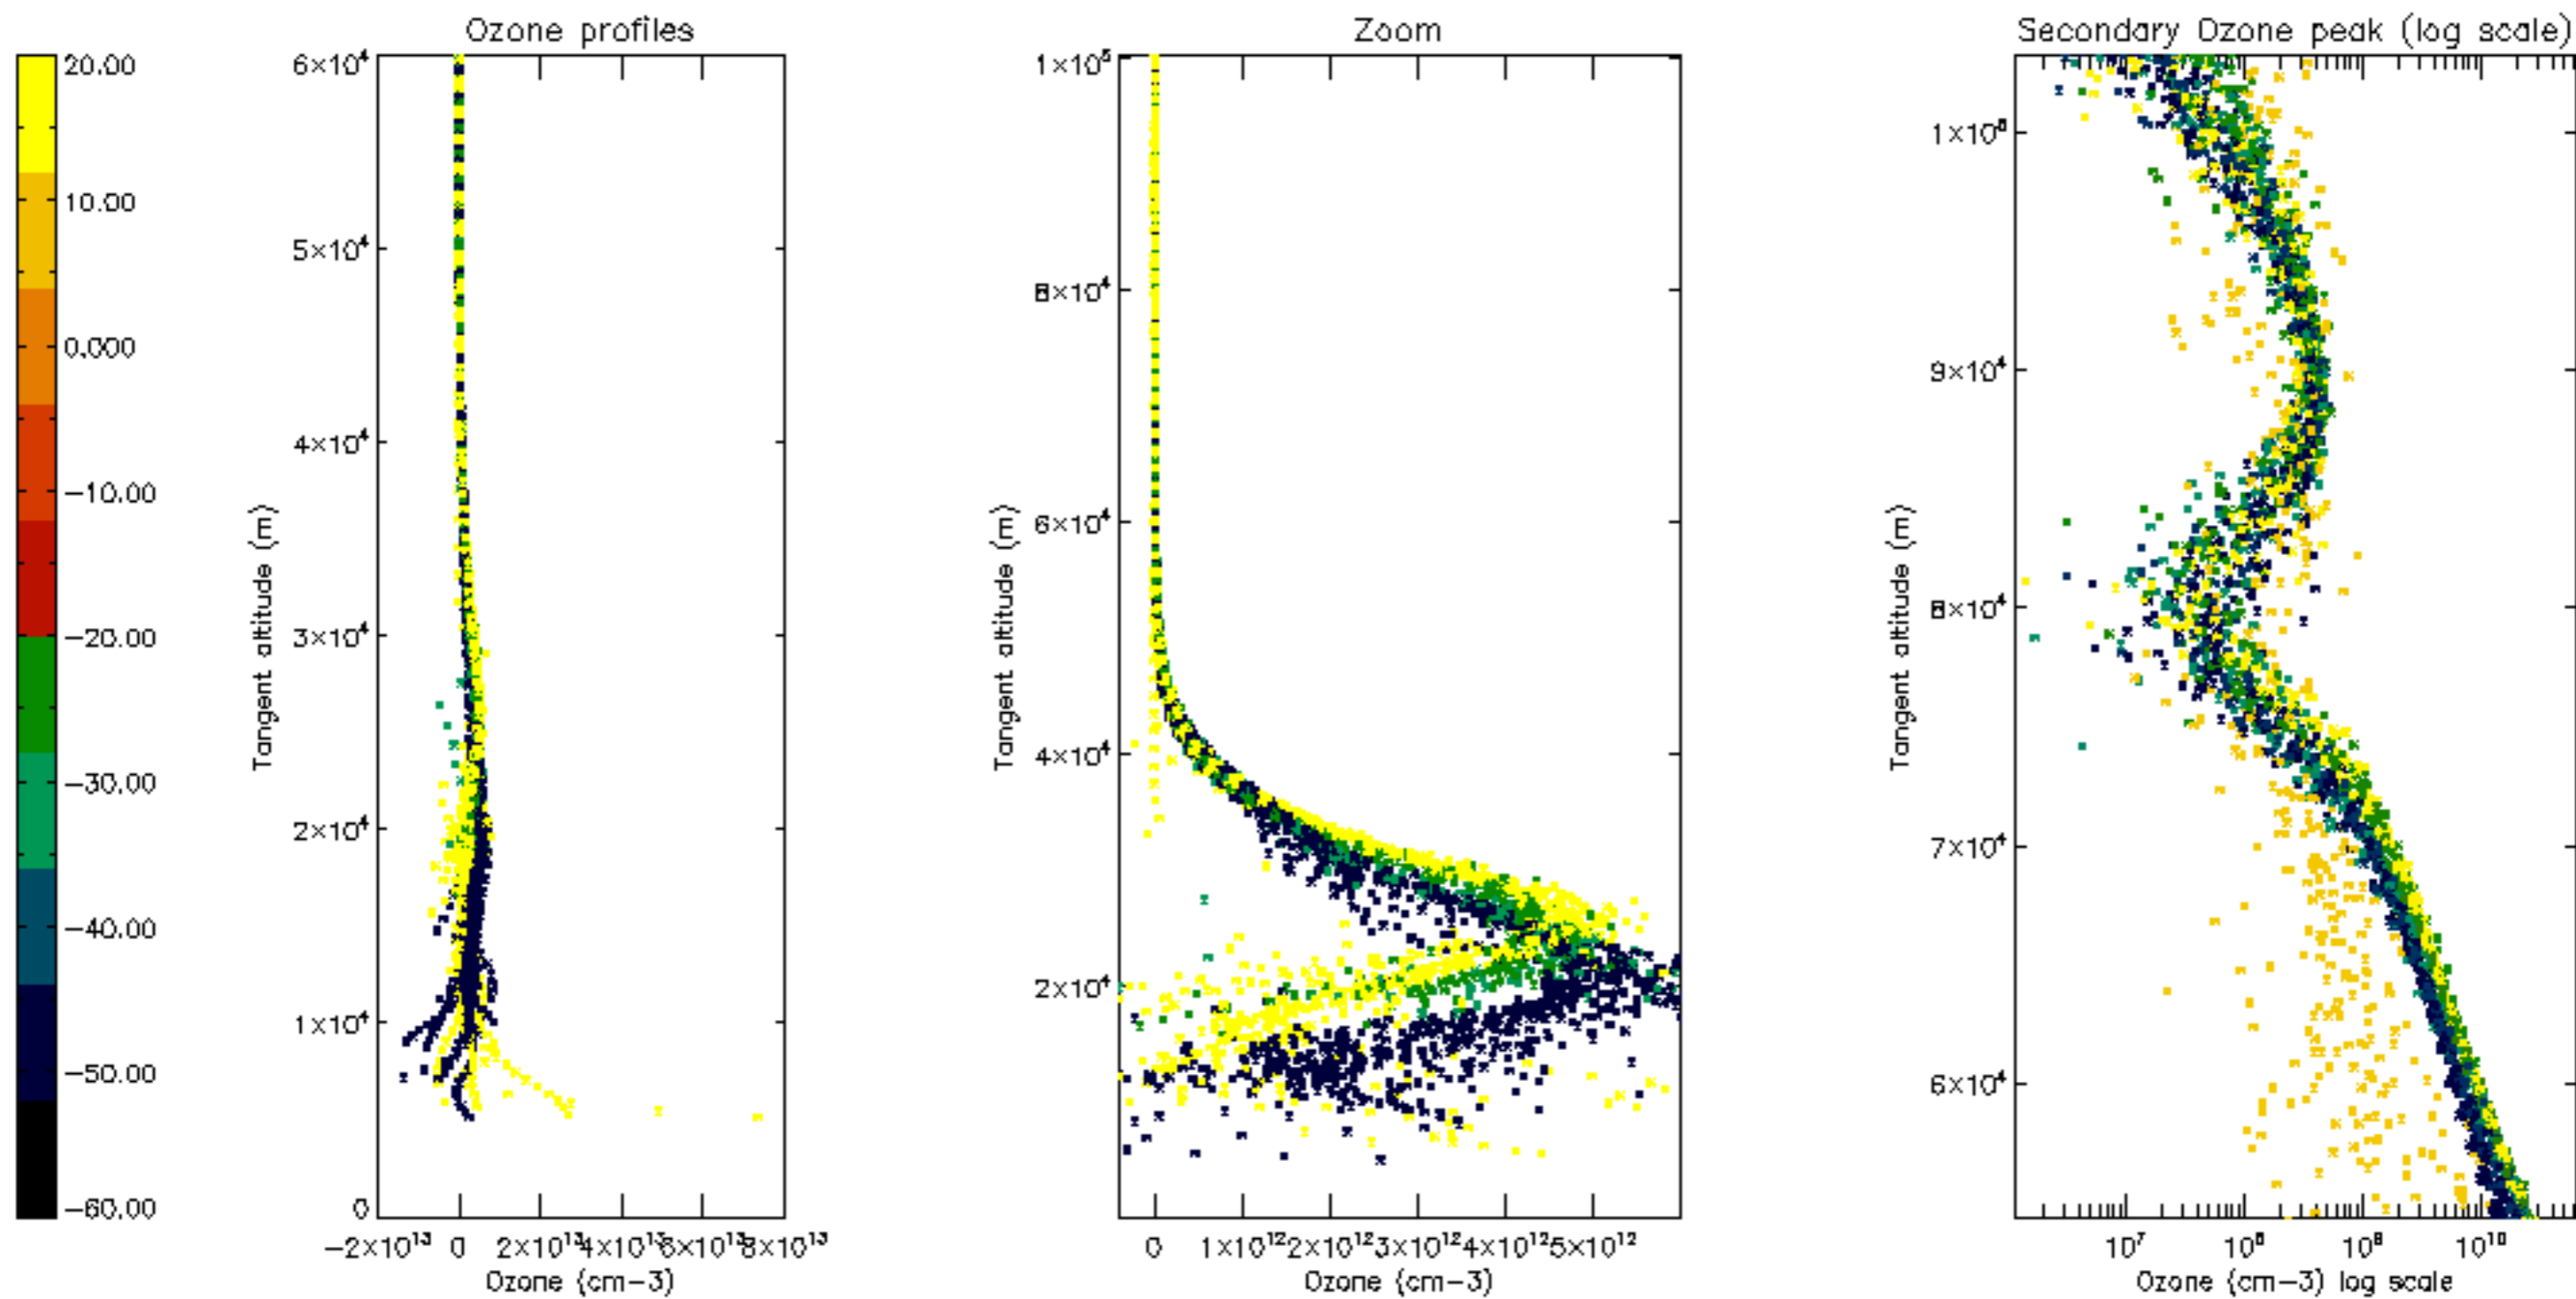 Ozone profiles
Zoom
Secondary Ozone peak (log scale)
20.00
10.00
0.000
−10.00
−20.00
−30.00
−40.00
−50.00
−60.00
Tangent altitude (m)
6×10⁴
5×10⁴
4×10⁴
3×10⁴
2×10⁴
1×10⁴
0
−2×10¹³ 0 2×10¹³ 4×10¹³ 6×10¹³ 8×10¹³
Ozone (cm−3)
Tangent altitude (m)
1×10⁵
8×10⁴
6×10⁴
4×10⁴
2×10⁴
0 1×10¹² 2×10¹² 3×10¹² 4×10¹² 5×10¹²
Ozone (cm−3)
Tangent altitude (m)
1×10⁵
9×10⁴
8×10⁴
7×10⁴
6×10⁴
10⁷ 10⁸ 10⁹ 10¹⁰
Ozone (cm−3) log scale